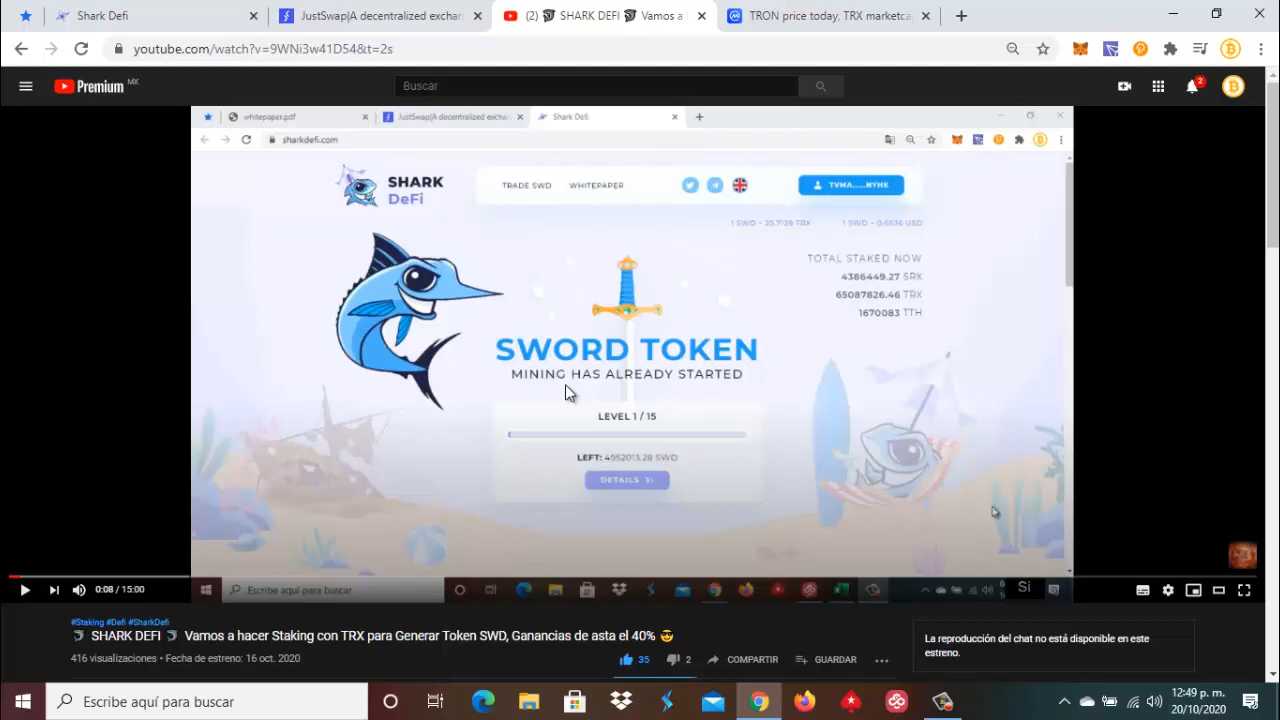 Shark Defi
JustSwap|A decentralized exchan
(2) SHARK DEFI Vamos a
TRON price today, TRX marketca
youtube.com/watch?v=9WNi3w41D54&t=2s
Premium MX
Buscar
2
whitepaper.pdf
JustSwap|A decentralized exchan
Shark Defi
sharkdefi.com
SHARK
DeFi
TRADE SWD
WHITEPAPER
TVMA.....NYHK
1 SWD ~ 25.7129 TRX
1 SWD ~ 0.6636 USD
TOTAL STAKED NOW
4386449.27 SRX
65087826.46 TRX
1670083 TTH
SWORD TOKEN
MINING HAS ALREADY STARTED
LEVEL 1 / 15
LEFT: 4952013.28 SWD
DETAILS
Escribe aquí para buscar
Si
0:08 / 15:00
#Staking #Defi #SharkDefi
SHARK DEFI Vamos a hacer Staking con TRX para Generar Token SWD, Ganancias de asta el 40%
416 visualizaciones • Fecha de estreno: 16 oct. 2020
35
2
COMPARTIR
GUARDAR
La reproducción del chat no está disponible en este
estreno.
Escribe aquí para buscar
12:49 p. m.
20/10/2020